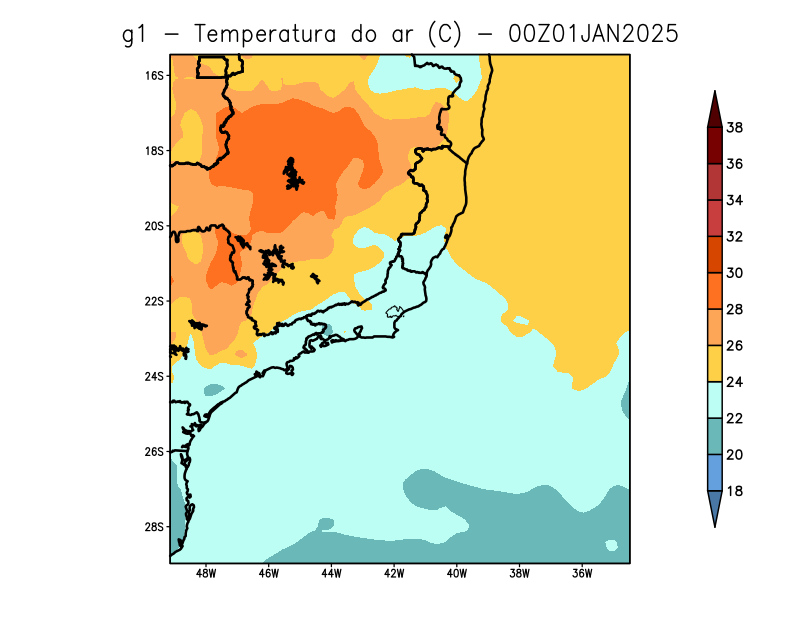 g1 – Temperatura do ar (C) – 00Z01JAN2025
16S
18S
20S
22S
24S
26S
28S
48W
46W
44W
42W
40W
38W
36W
38
36
34
32
30
28
26
24
22
20
18